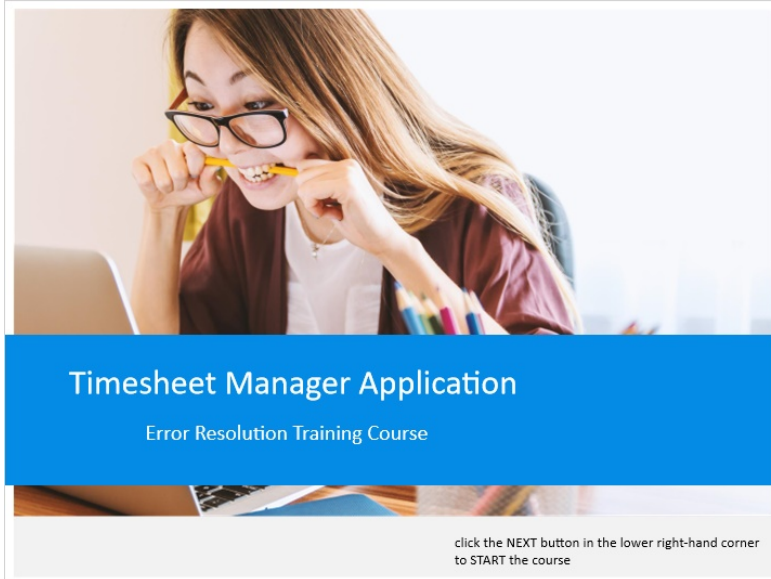 Timesheet Manager Application
Error Resolution Training Course
click the NEXT button in the lower right-hand corner
to START the course